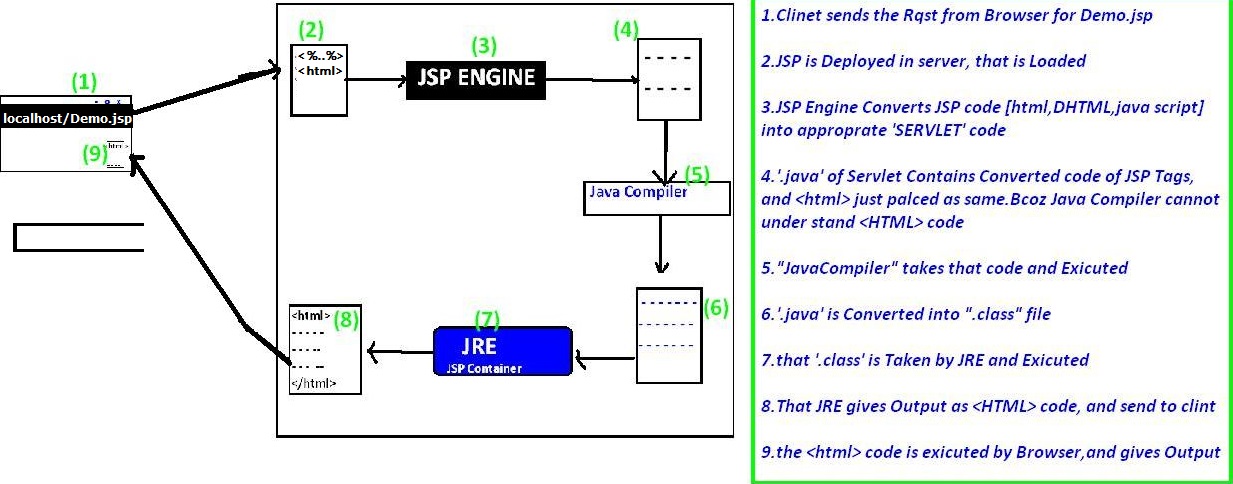 (1)
localhost/Demo.jsp
<html>
(9)
(2)
<%..%>
<html>
(3)
JSP ENGINE
(4)
(5)
Java Compiler
(6)
(7)
JRE
JSP Container
(8)
<html>
</html>
1.Clinet sends the Rqst from Browser for Demo.jsp
2.JSP is Deployed in server, that is Loaded
3.JSP Engine Converts JSP code [html,DHTML,java script]
into approprate 'SERVLET' code
4.'.java' of Servlet Contains Converted code of JSP Tags,
and <html> just palced as same.Bcoz Java Compiler cannot
under stand <HTML> code
5."JavaCompiler" takes that code and Exicuted
6.'.java' is Converted into ".class" file
7.that '.class' is Taken by JRE and Exicuted
8.That JRE gives Output as <HTML> code, and send to clint
9.the <html> code is exicuted by Browser,and gives Output